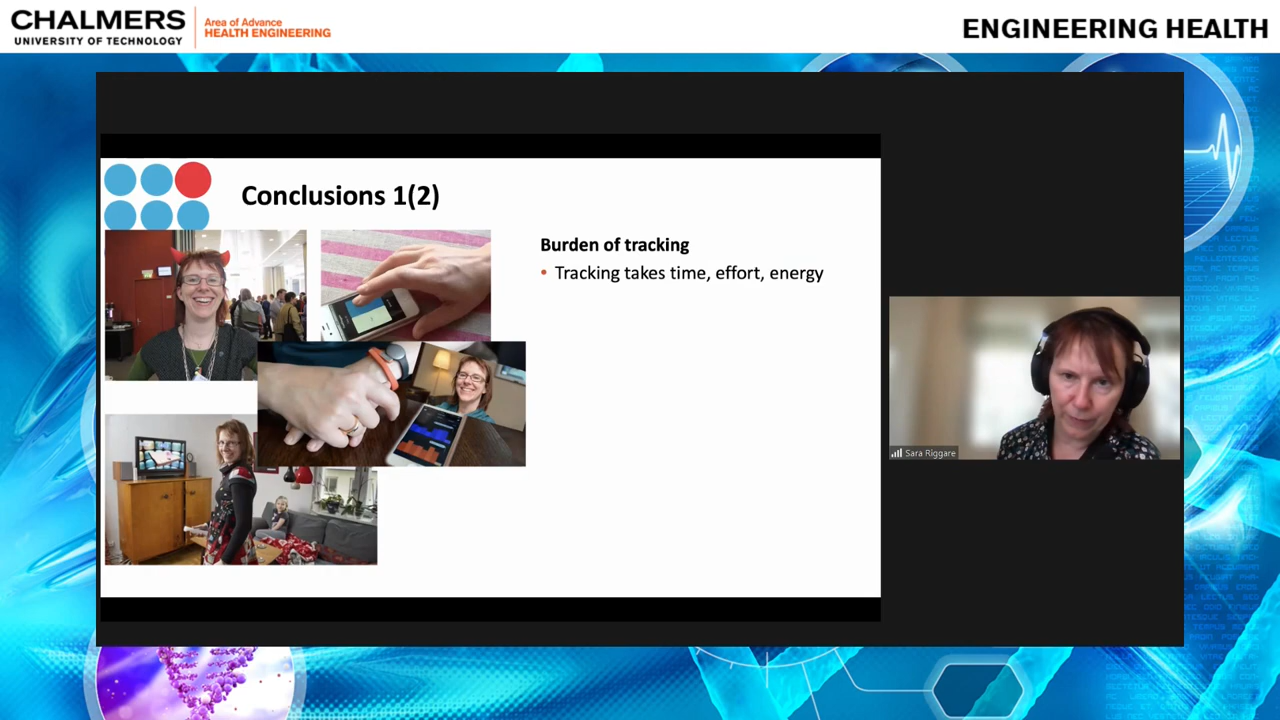 CHALMERS
UNIVERSITY OF TECHNOLOGY
Area of Advance
HEALTH ENGINEERING
ENGINEERING HEALTH
Conclusions 1(2)
Burden of tracking
• Tracking takes time, effort, energy
Sara Riggare